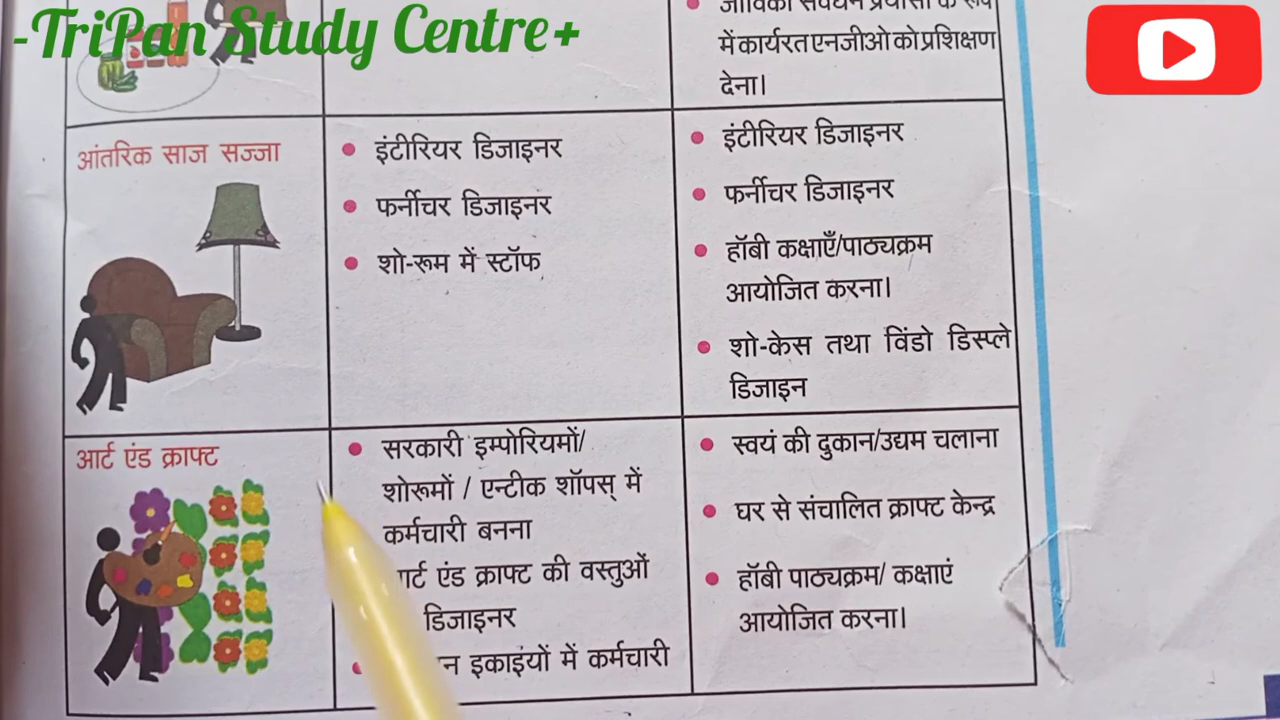 -TriPan Study Centre+
में कार्यरत एनजीओ को प्रशिक्षण
देना।
आंतरिक साज सज्जा
इंटीरियर डिजाइनर
फर्नीचर डिजाइनर
शो-रूम में स्टॉफ
इंटीरियर डिजाइनर
फर्नीचर डिजाइनर
हॉबी कक्षाएँ/पाठ्यक्रम
आयोजित करना।
शो-केस तथा विंडो डिस्प्ले
डिजाइन
आर्ट एंड क्राफ्ट
सरकारी इम्पोरियमों/
शोरूमों / एन्टीक शॉपस् में
कर्मचारी बनना
एंड क्राफ्ट की वस्तुओं
डिजाइनर
इकाइंयों में कर्मचारी
स्वयं की दुकान/उद्यम चलाना
घर से संचालित क्राफ्ट केन्द्र
हॉबी पाठ्यक्रम/ कक्षाएं
आयोजित करना।